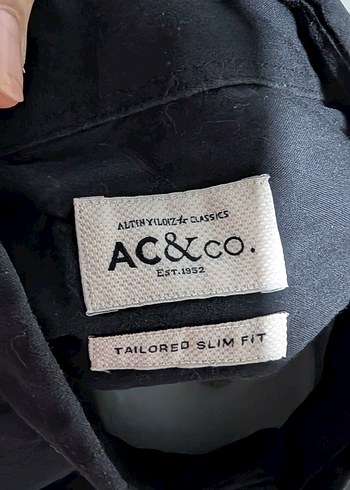 ALTINYILDIZ CLASSICS
AC&CO.
EST.1952
TAILORED SLIM FIT